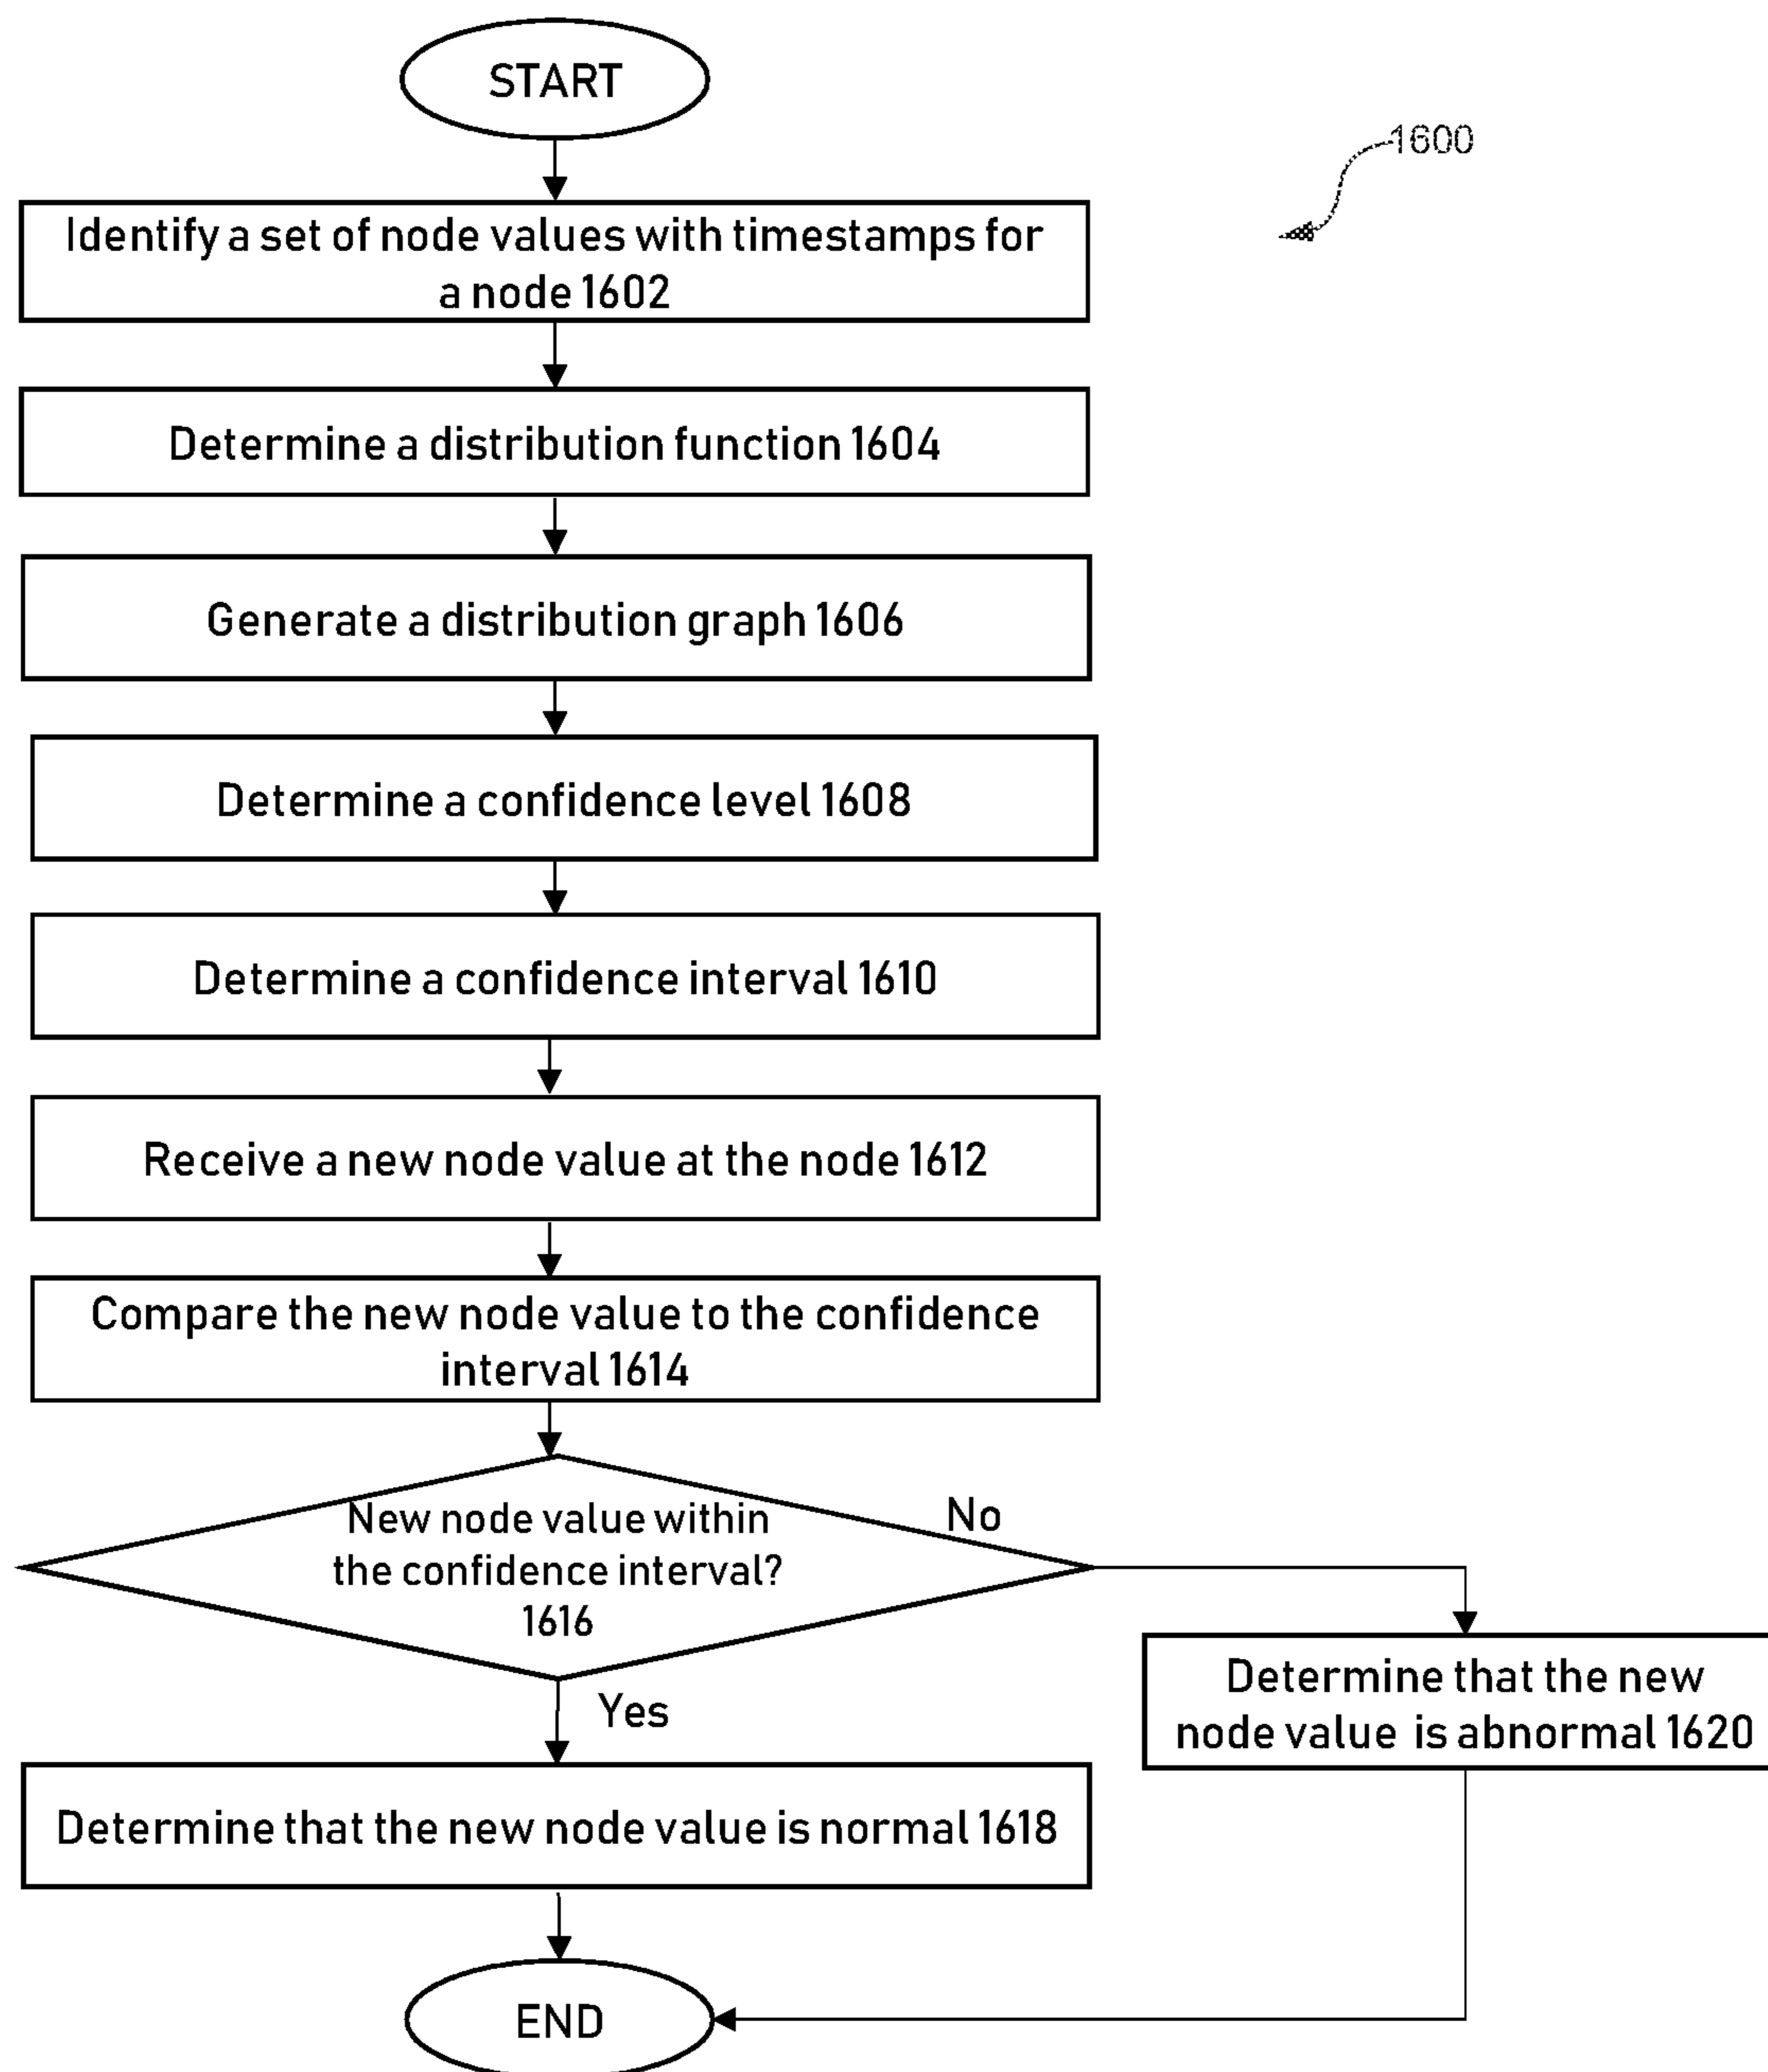 START
1600
Identify a set of node values with timestamps for
a node 1602
Determine a distribution function 1604
Generate a distribution graph 1606
Determine a confidence level 1608
Determine a confidence interval 1610
Receive a new node value at the node 1612
Compare the new node value to the confidence
interval 1614
New node value within
the confidence interval?
1616
No
Yes
Determine that the new
node value is abnormal 1620
Determine that the new node value is normal 1618
END